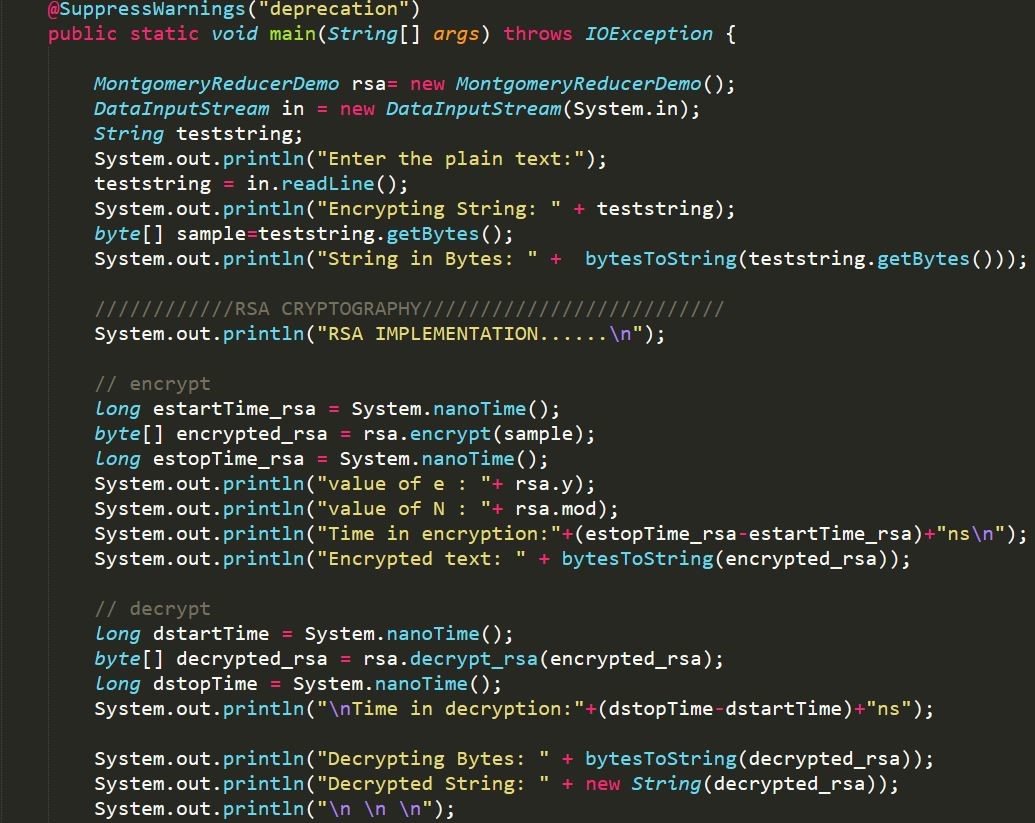 @SuppressWarnings("deprecation")
public static void main(String[] args) throws IOException {
MontgomeryReducerDemo rsa= new MontgomeryReducerDemo();
DataInputStream in = new DataInputStream(System.in);
String teststring;
System.out.println("Enter the plain text:");
teststring = in.readLine();
System.out.println("Encrypting String: " + teststring);
byte[] sample=teststring.getBytes();
System.out.println("String in Bytes: " +  bytesToString(teststring.getBytes()));
////////////RSA CRYPTOGRAPHY//////////////////////////
System.out.println("RSA IMPLEMENTATION......\n");
// encrypt
long estartTime_rsa = System.nanoTime();
byte[] encrypted_rsa = rsa.encrypt(sample);
long estopTime_rsa = System.nanoTime();
System.out.println("value of e : "+ rsa.y);
System.out.println("value of N : "+ rsa.mod);
System.out.println("Time in encryption:"+(estopTime_rsa-estartTime_rsa)+"ns\n");
System.out.println("Encrypted text: " + bytesToString(encrypted_rsa));
// decrypt
long dstartTime = System.nanoTime();
byte[] decrypted_rsa = rsa.decrypt_rsa(encrypted_rsa);
long dstopTime = System.nanoTime();
System.out.println("\nTime in decryption:"+(dstopTime-dstartTime)+"ns");
System.out.println("Decrypting Bytes: " + bytesToString(decrypted_rsa));
System.out.println("Decrypted String: " + new String(decrypted_rsa));
System.out.println("\n \n \n");